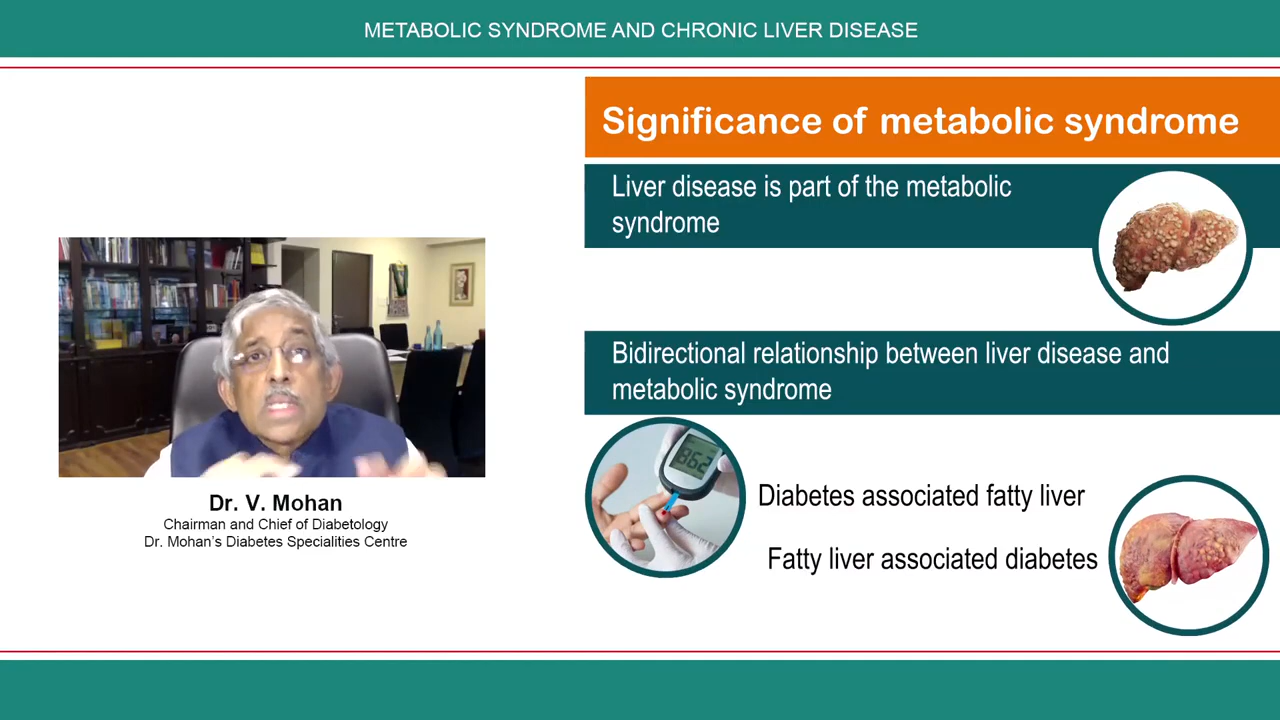 METABOLIC SYNDROME AND CHRONIC LIVER DISEASE
Significance of metabolic syndrome
Liver disease is part of the metabolic
syndrome
Bidirectional relationship between liver disease and
metabolic syndrome
862
Diabetes associated fatty liver
Fatty liver associated diabetes
Dr. V. Mohan
Chairman and Chief of Diabetology
Dr. Mohan's Diabetes Specialities Centre